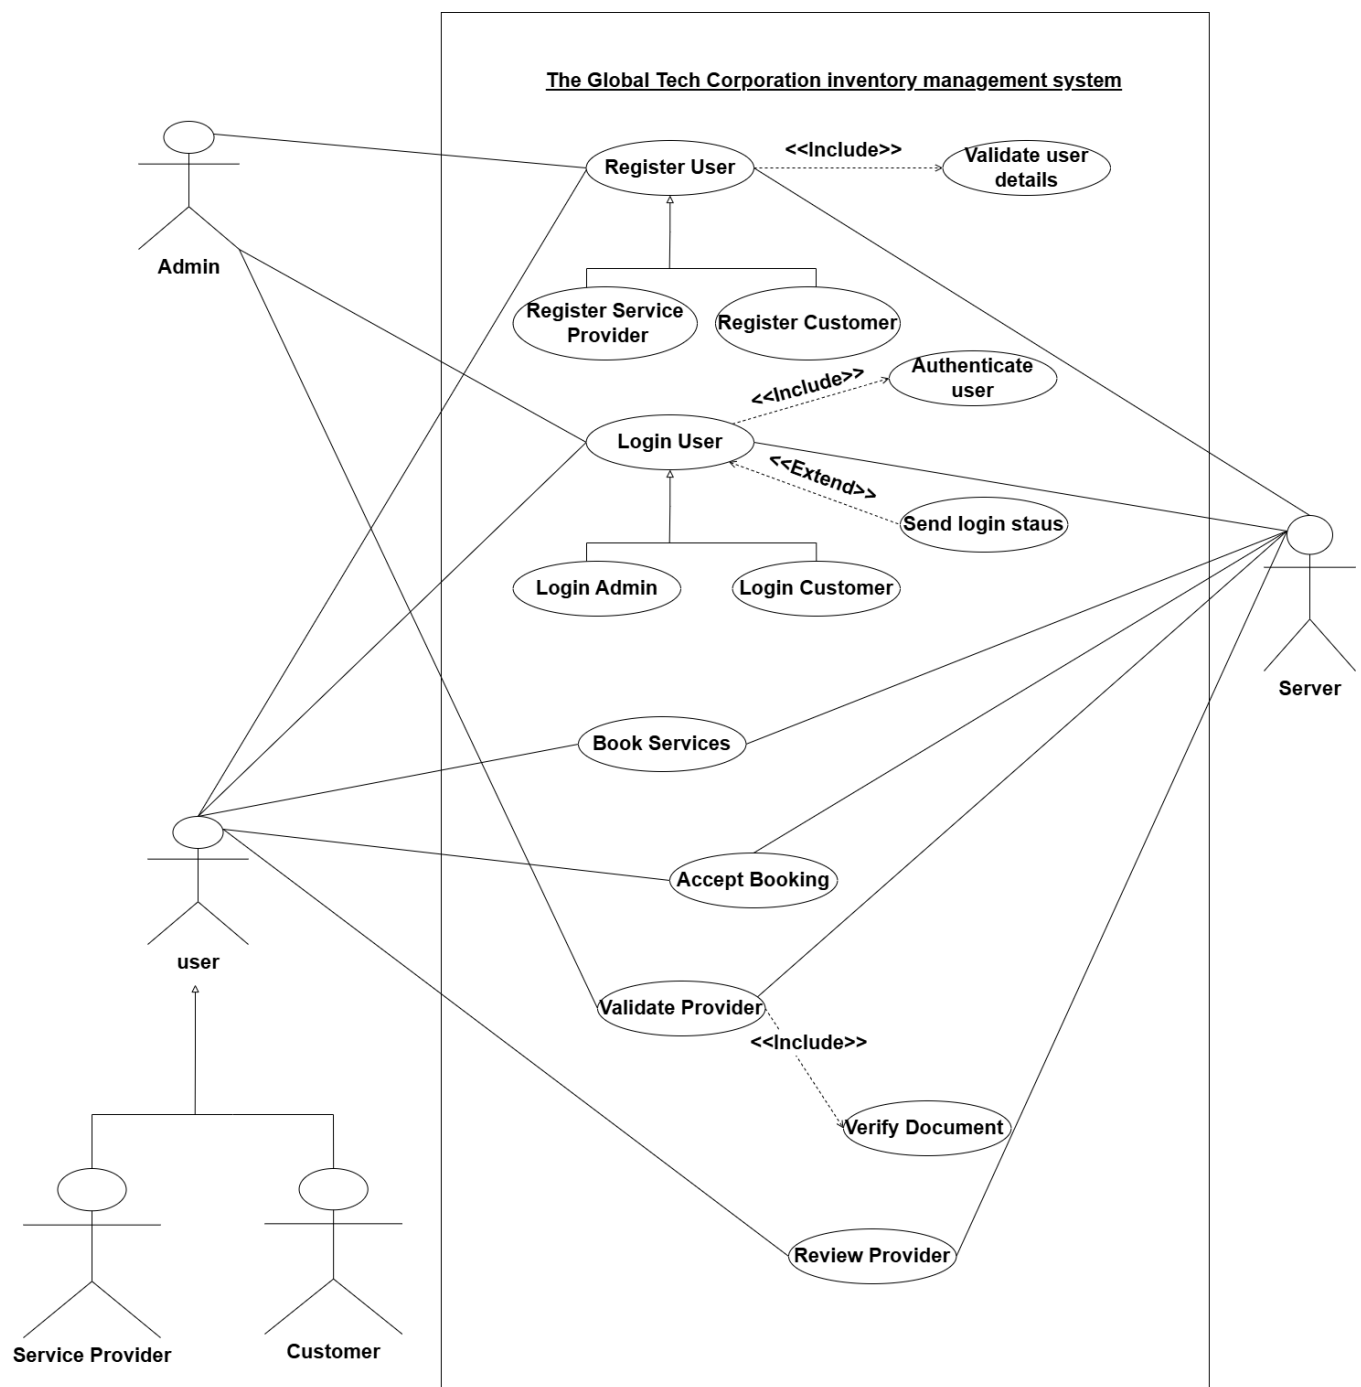 The Global Tech Corporation inventory management system
Admin
Register User
<<Include>>
Validate user
details
Register Service
Provider
Register Customer
<<Include>>
Authenticate
user
Login User
<<Extend>>
Send login staus
Login Admin
Login Customer
Server
Book Services
Accept Booking
user
Validate Provider
<<Include>>
Verify Document
Review Provider
Service Provider
Customer